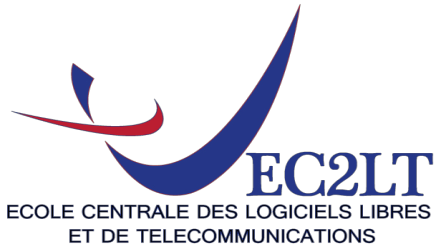 EC2LT
ECOLE CENTRALE DES LOGICIELS LIBRES
ET DE TELECOMMUNICATIONS